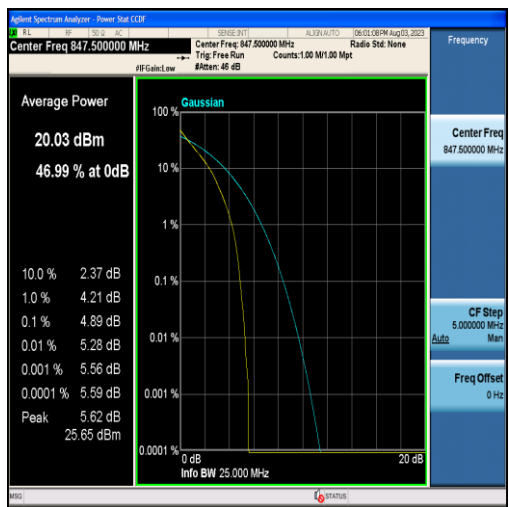 Agilent Spectrum Analyzer - Power Stat CCDF
RL RF 50 Ω AC SENSE:INT ALIGN AUTO 06:01:08 PM Aug 03, 2023
Center Freq 847.500000 MHz
Center Freq: 847.500000 MHz Radio Std: None
Trig: Free Run Counts:1.00 M/1.00 Mpt
#IFGain:Low #Atten: 46 dB
Frequency
Average Power
20.03 dBm
46.99 % at 0dB
10.0 % 2.37 dB
1.0 % 4.21 dB
0.1 % 4.89 dB
0.01 % 5.28 dB
0.001 % 5.56 dB
0.0001 % 5.59 dB
Peak 5.62 dB
25.65 dBm
Gaussian
100 %
10 %
1 %
0.1 %
0.01 %
0.001 %
0.0001 %
0 dB 20 dB
Info BW 25.000 MHz
Center Freq
847.500000 MHz
CF Step
5.000000 MHz
Auto Man
Freq Offset
0 Hz
MSG STATUS